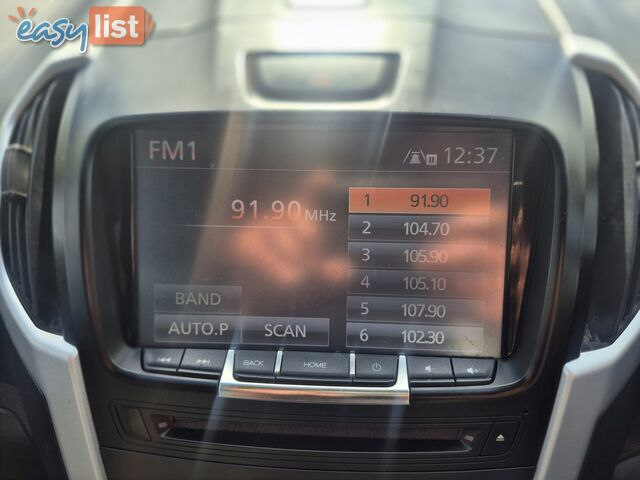 easylist
FM1 12:37
91.90 MHz
1 91.90
2 104.70
3 105.90
4 105.10
5 107.90
6 102.30
BAND
AUTO.P SCAN
BACK HOME